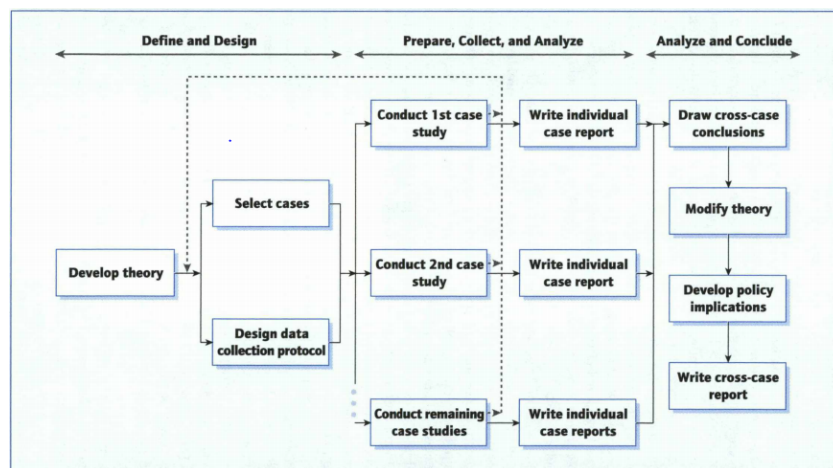 Define and Design
Prepare, Collect, and Analyze
Analyze and Conclude
Conduct 1st case
study
Write individual
case report
Draw cross-case
conclusions
Select cases
Modify theory
Develop theory
Conduct 2nd case
study
Write individual
case report
Develop policy
implications
Design data
collection protocol
Write cross-case
report
Conduct remaining
case studies
Write individual
case reports